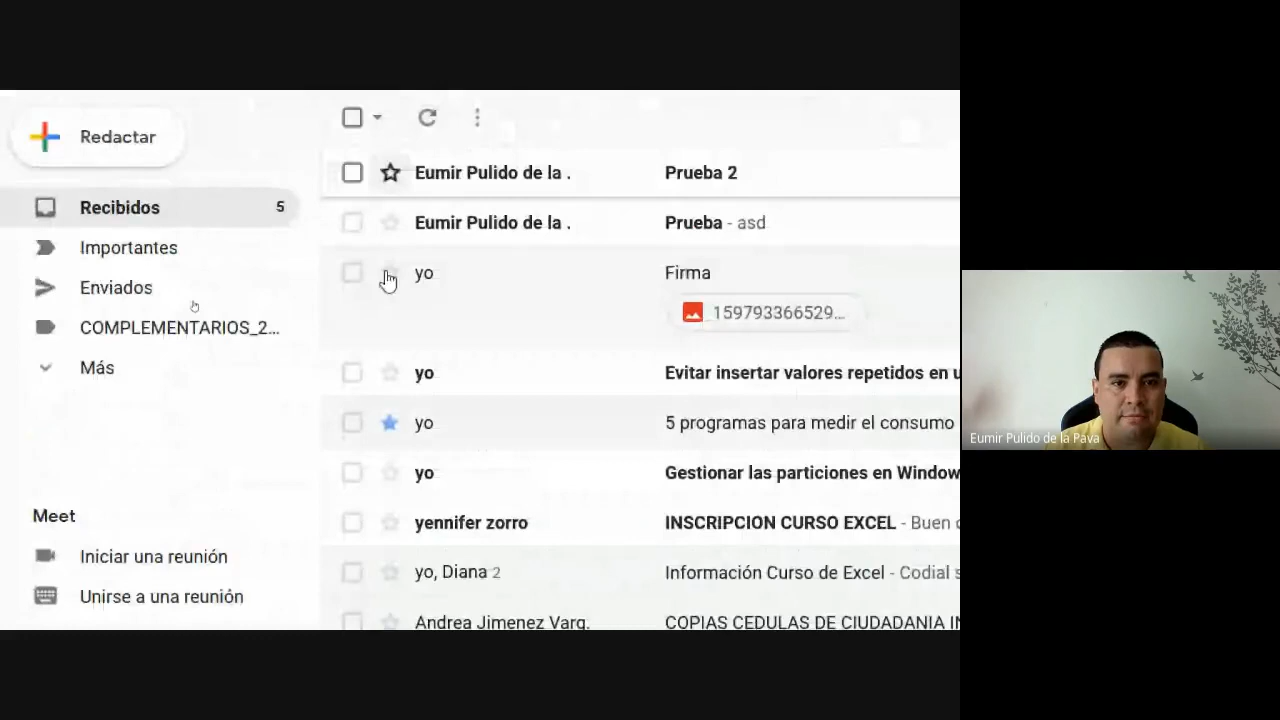 Redactar
Recibidos 5
Importantes
Enviados
COMPLEMENTARIOS_2...
Más
Meet
Iniciar una reunión
Unirse a una reunión
Eumir Pulido de la . Prueba 2
Eumir Pulido de la . Prueba - asd
yo Firma
159793366529...
yo Evitar insertar valores repetidos en u
yo 5 programas para medir el consumo
yo Gestionar las particiones en Window
yennifer zorro INSCRIPCION CURSO EXCEL - Buen
yo, Diana 2 Información Curso de Excel - Codial s
Andrea Jimenez Varg. COPIAS CEDULAS DE CIUDADANIA IN
Eumir Pulido de la Pava